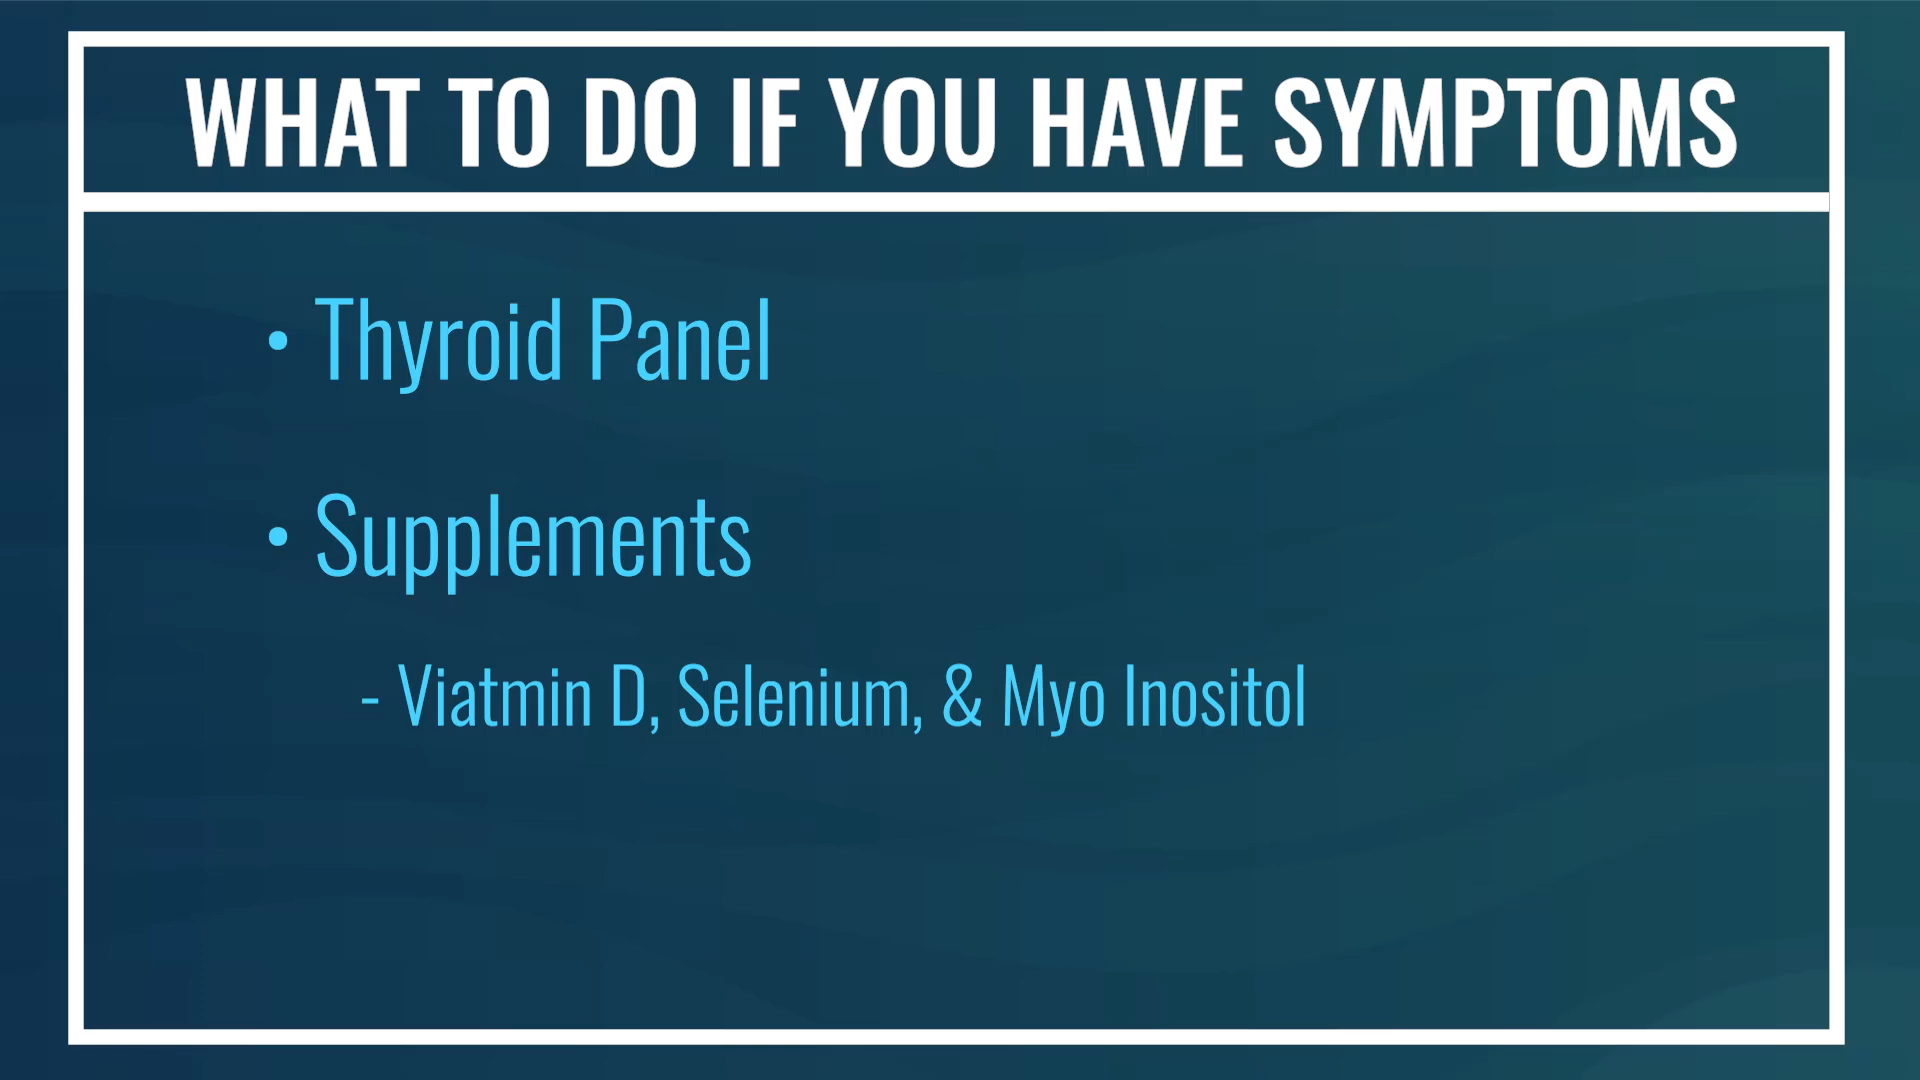 WHAT TO DO IF YOU HAVE SYMPTOMS
• Thyroid Panel
• Supplements
- Viatmin D, Selenium, & Myo Inositol